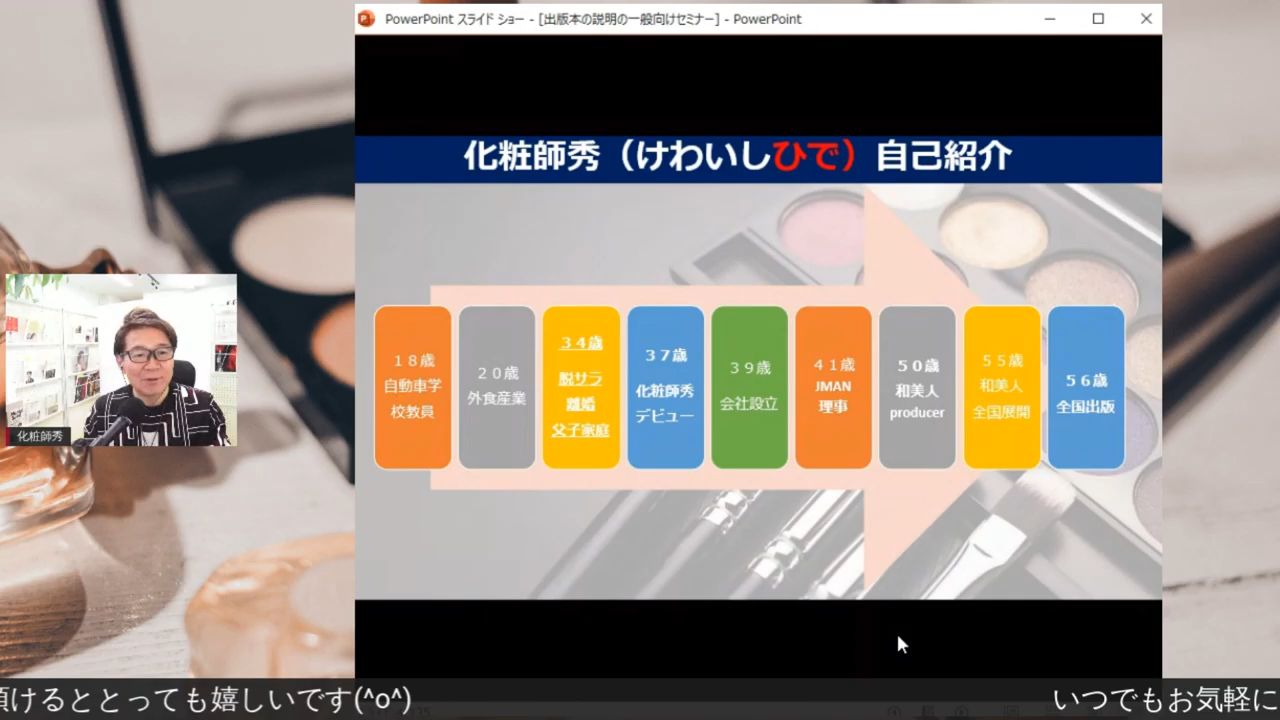 PowerPoint スライド ショー - [出版本の説明の一般向けセミナー] - PowerPoint
化粧師秀（けわいしひで）自己紹介
１８歳
自動車学
校教員
２０歳
外食産業
３４歳
脱サラ
離婚
父子家庭
３７歳
化粧師秀
デビュー
３９歳
会社設立
４１歳
JMAN
理事
５０歳
和美人
producer
５５歳
和美人
全国展開
５６歳
全国出版
化粧師秀
けるととっても嬉しいです(^o^)
いつでもお気軽に